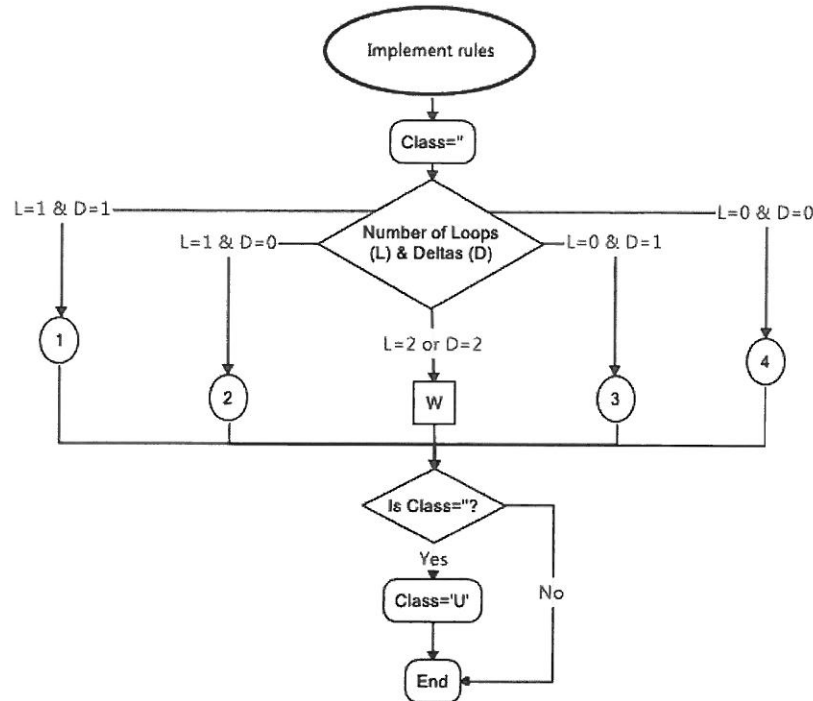 Implement rules
Class=''
L=1 & D=1
L=0 & D=0
Number of Loops
(L) & Deltas (D)
L=1 & D=0
L=0 & D=1
L=2 or D=2
1
2
W
3
4
Is Class=''?
Yes
No
Class='U'
End